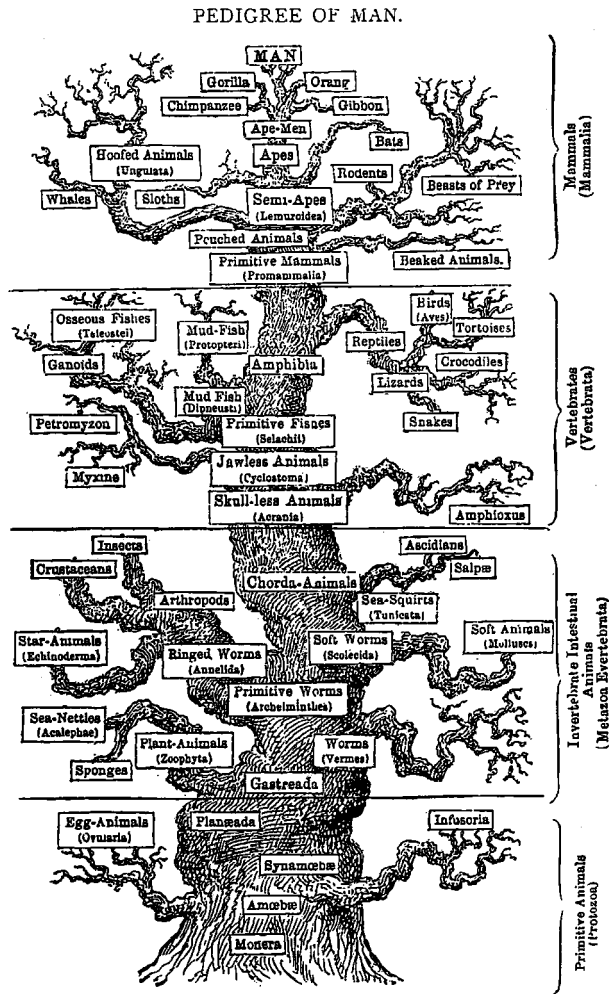 PEDIGREE OF MAN.
MAN
Gorilla
Orang
Chimpanzee
Gibbon
Ape-Men
Bats
Hoofed Animals
(Ungulata)
Apes
Rodents
Beasts of Prey
Whales
Sloths
Semi-Apes
(Lemuroidea)
Pouched Animals
Primitive Mammals
(Promammalia)
Beaked Animals.
Mammals
(Mammalia)
Osseous Fishes
(Teleostei)
Mud-Fish
(Protopteri)
Birds
(Aves)
Tortoises
Reptiles
Ganoids
Amphibia
Crocodiles
Lizards
Mud Fish
(Dipneusti)
Petromyzon
Primitive Fishes
(Selachii)
Snakes
Jawless Animals
(Cyclostoma)
Myxine
Skull-less Animals
(Acrania)
Amphioxus
Vertebrates
(Vertebrata)
Insects
Ascidians
Crustaceans
Salpæ
Chorda-Animals
Arthropods
Sea-Squirts
(Tunicata)
Star-Animals
(Echinoderma)
Ringed Worms
(Annelida)
Soft Worms
(Scolecida)
Soft Animals
(Mollusca)
Primitive Worms
(Archelminthes)
Sea-Nettles
(Acalephae)
Plant-Animals
(Zoophyta)
Worms
(Vermes)
Sponges
Gastreada
Invertebrate Intestinal
Animals
(Metazoa Evertebrata)
Egg-Animals
(Ovularia)
Planæada
Infusoria
Synamœbæ
Amœbæ
Monera
Primitive Animals
(Protozoa)